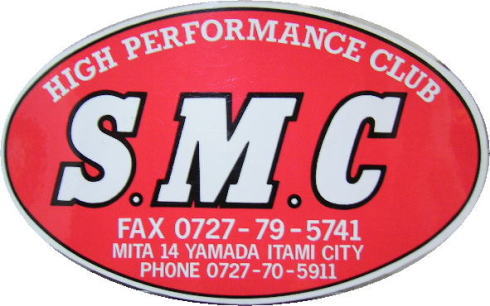 HIGH PERFORMANCE CLUB
S.M.C
FAX 0727-79-5741
MITA 14 YAMADA ITAMI CITY
PHONE 0727-70-5911